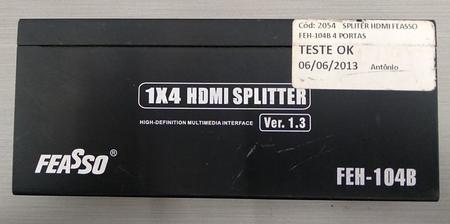 Cód: 2054 SPLITER HDMI FEASSO
FEH-104B 4 PORTAS
TESTE OK
06/06/2013 Antônio
1X4 HDMI SPLITTER
HIGH-DEFINITION MULTIMEDIA INTERFACE Ver. 1.3
FEASSO®
FEH-104B